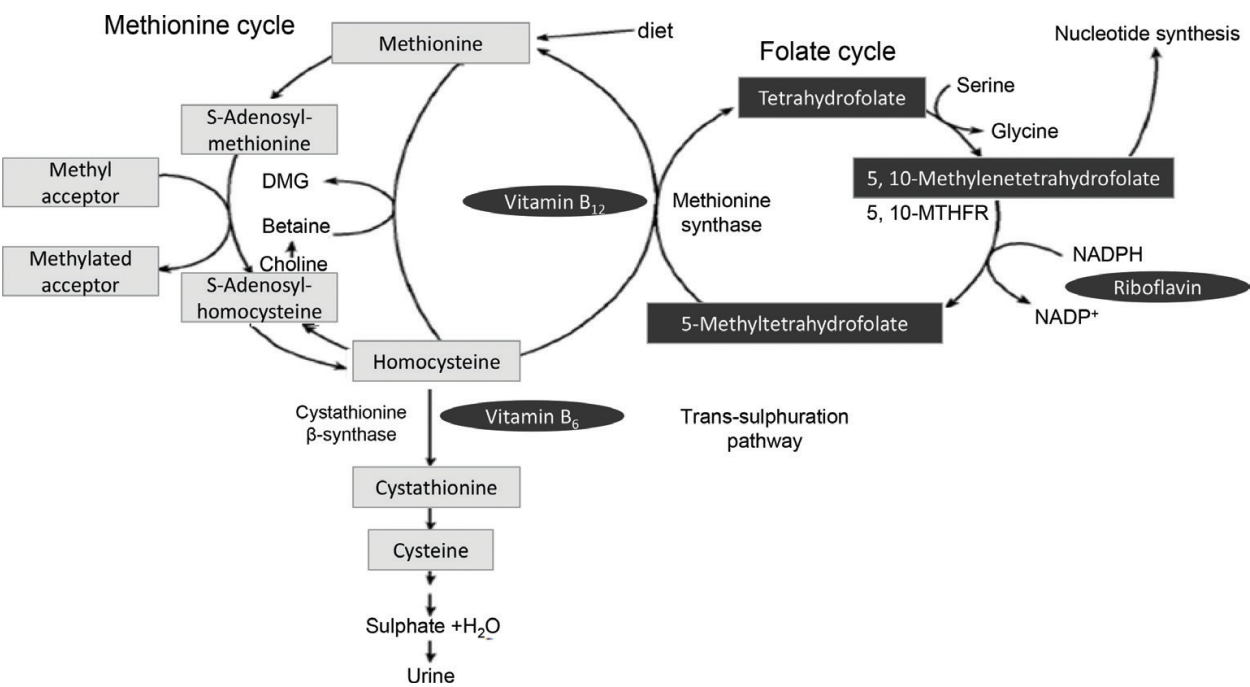 Methionine cycle
Methionine
diet
Folate cycle
Nucleotide synthesis
Tetrahydrofolate
Serine
Glycine
S-Adenosyl-
methionine
Methyl
acceptor
DMG
Vitamin B₁₂
Methionine
synthase
5, 10-Methylenetetrahydrofolate
5, 10-MTHFR
Betaine
Choline
Methylated
acceptor
S-Adenosyl-
homocysteine
NADPH
Riboflavin
NADP⁺
5-Methyltetrahydrofolate
Homocysteine
Cystathionine
β-synthase
Vitamin B₆
Trans-sulphuration
pathway
Cystathionine
Cysteine
Sulphate +H₂O
Urine